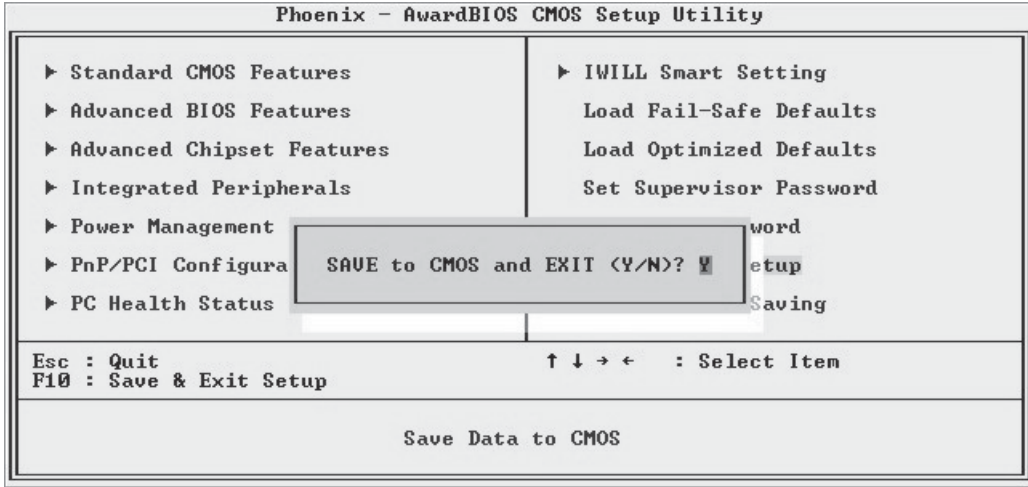 Phoenix - AwardBIOS CMOS Setup Utility
▶ Standard CMOS Features
▶ Advanced BIOS Features
▶ Advanced Chipset Features
▶ Integrated Peripherals
▶ Power Management
▶ PnP/PCI Configura
▶ PC Health Status
▶ IWILL Smart Setting
Load Fail-Safe Defaults
Load Optimized Defaults
Set Supervisor Password
word
etup
Saving
SAVE to CMOS and EXIT (Y/N)? Y
Esc : Quit
F10 : Save & Exit Setup
↑ ↓ → ← : Select Item
Save Data to CMOS